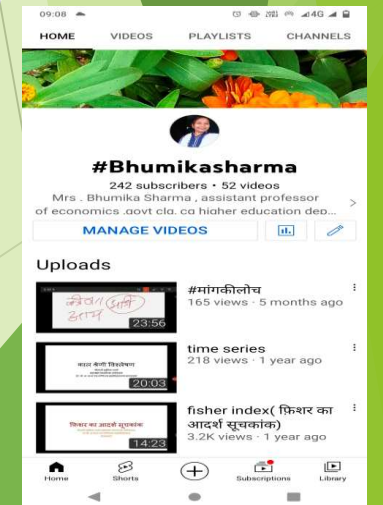 09:08
4G
HOME VIDEOS PLAYLISTS CHANNELS
#Bhumikasharma
242 subscribers • 52 videos
Mrs . Bhumika Sharma , assistant professor
of economics ,govt clg. cg higher education dep...
MANAGE VIDEOS
Uploads
#मांगकीलोच
165 views · 5 months ago
23:56
time series
218 views · 1 year ago
काल श्रेणी विश्लेषण
20:03
fisher index( फ़िशर का
आदर्श सूचकांक)
3.2K views · 1 year ago
फिशर का आदर्श सूचकांक
14:23
Home Shorts Subscriptions Library